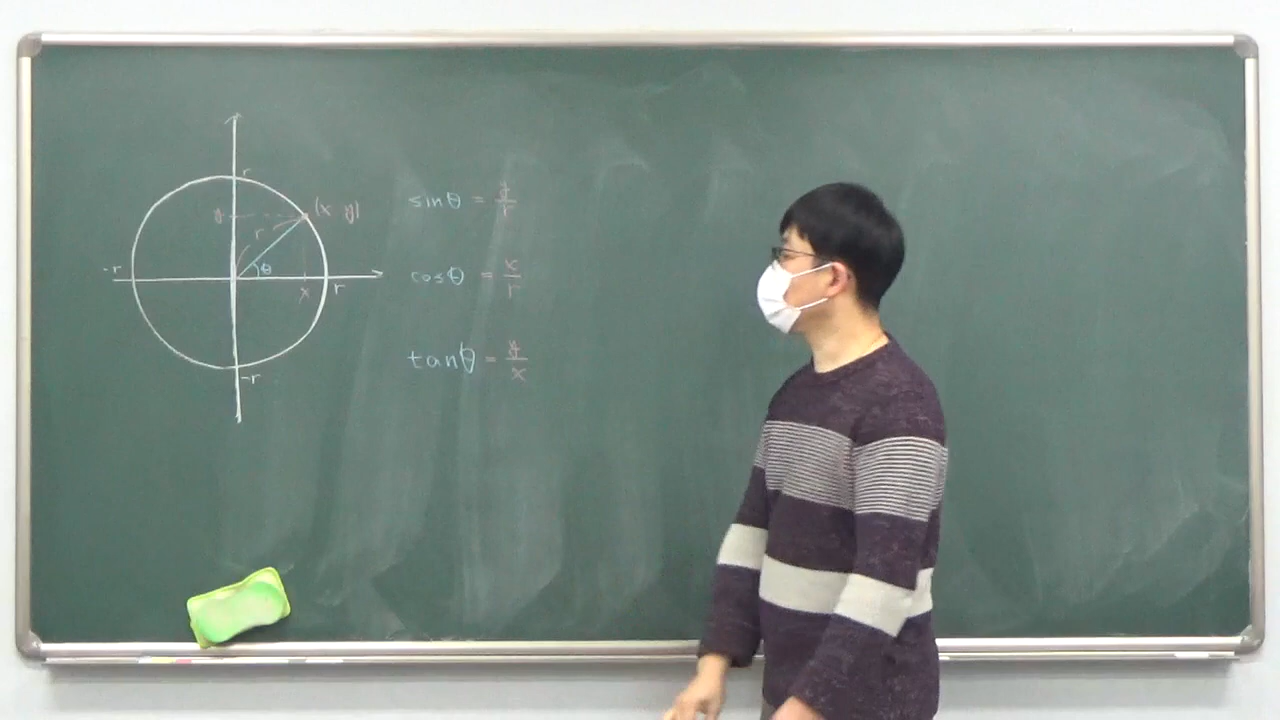 r
y
(x y)
r
-r
θ
x
r
-r
sinθ = y/r
cosθ = x/r
tanθ = y/x